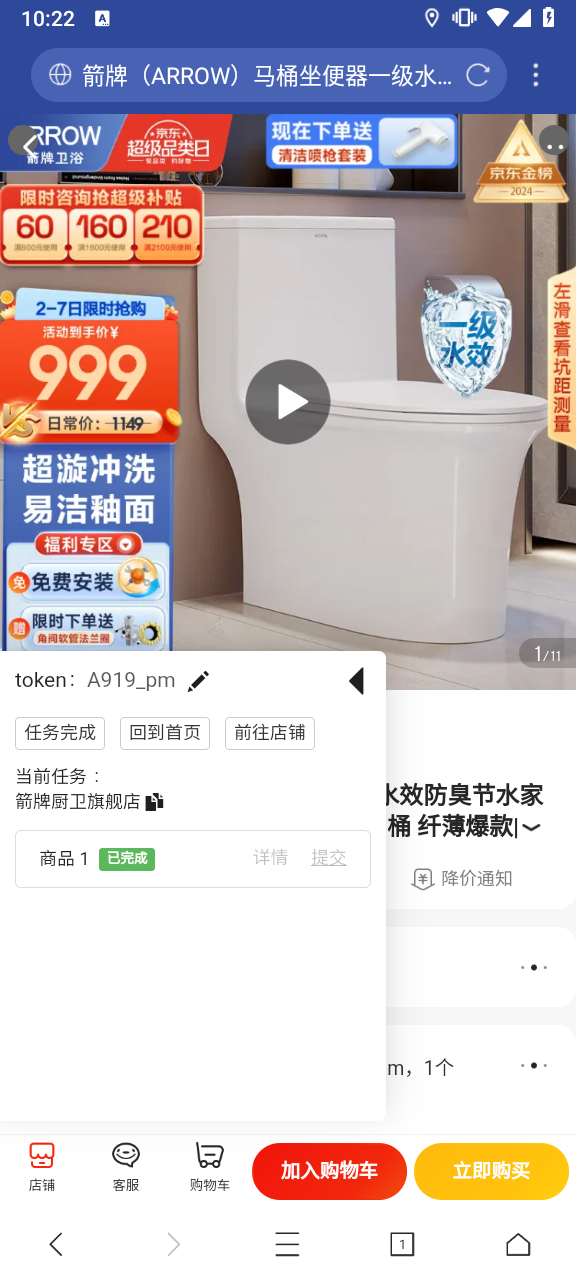 10:22
箭牌（ARROW）马桶坐便器一级水...
RROW
箭牌卫浴
京东
超级品类日
现在下单送
清洁喷枪套装
京东金榜
2024
限时咨询抢超级补贴
60 160 210
满600元使用 满1600元使用 满2100元使用
2-7日限时抢购
活动到手价¥
999
日常价：1149
一级
水效
左滑查看坑距测量
超漩冲洗
易洁釉面
福利专区
免 免费安装
赠 限时下单送
角阀软管法兰圈
1/11
token： A919_pm
任务完成 回到首页 前往店铺
当前任务：
箭牌厨卫旗舰店
商品 1 已完成 详情 提交
水效防臭节水家
桶 纤薄爆款|
降价通知
m，1个
店铺 客服 购物车 加入购物车 立即购买
1